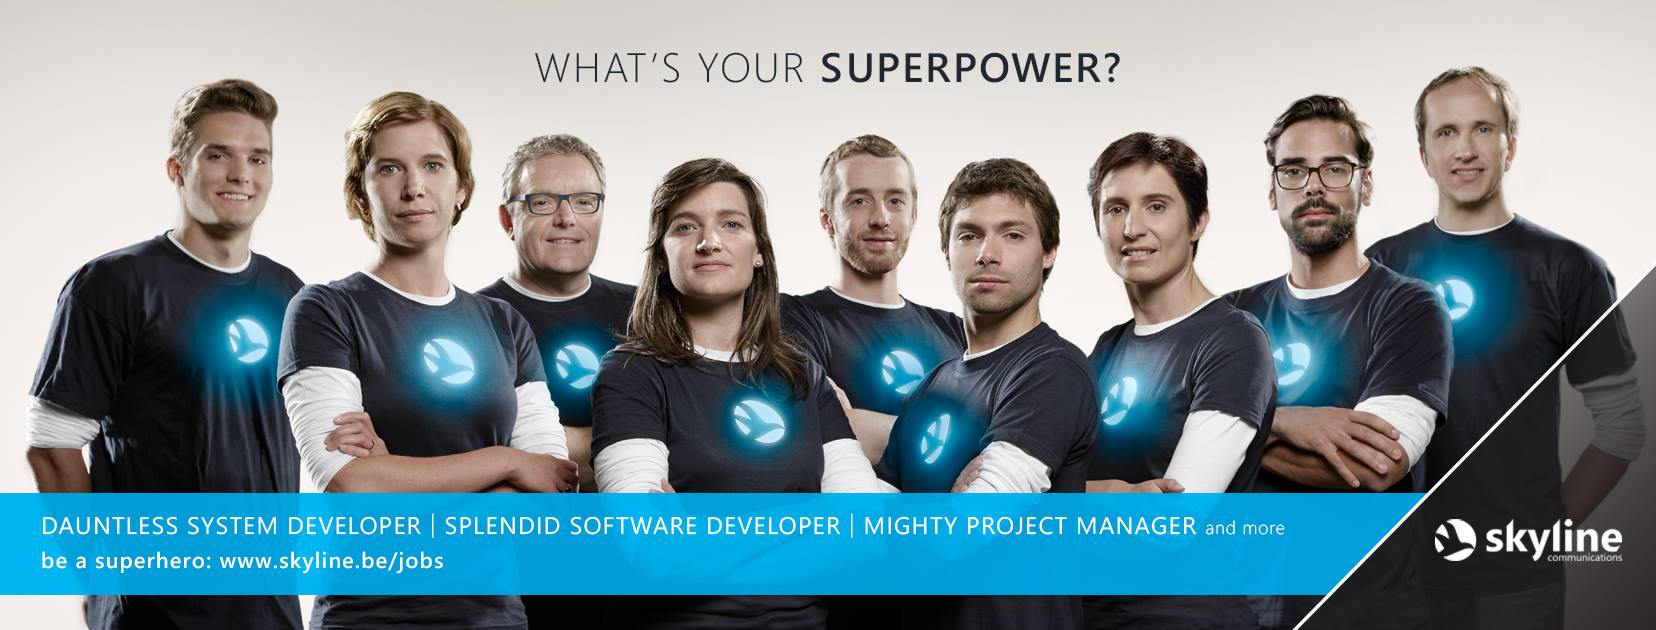 WHAT'S YOUR SUPERPOWER?
DAUNTLESS SYSTEM DEVELOPER | SPLENDID SOFTWARE DEVELOPER | MIGHTY PROJECT MANAGER and more
be a superhero: www.skyline.be/jobs
skyline
communications